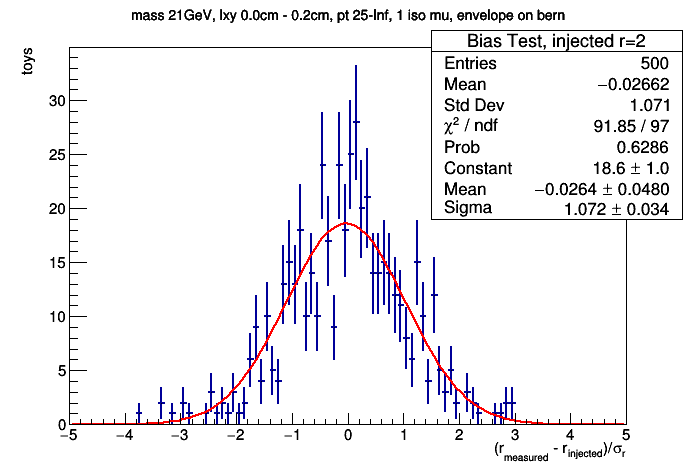 mass 21GeV, lxy 0.0cm - 0.2cm, pt 25-Inf, 1 iso mu, envelope on bern
toys
Bias Test, injected r=2
Entries 500
Mean −0.02662
Std Dev 1.071
χ² / ndf 91.85 / 97
Prob 0.6286
Constant 18.6 ± 1.0
Mean −0.0264 ± 0.0480
Sigma 1.072 ± 0.034
30
25
20
15
10
5
0
−5 −4 −3 −2 −1 0 1 2 3 4 5
(r_measured - r_injected)/σ_r